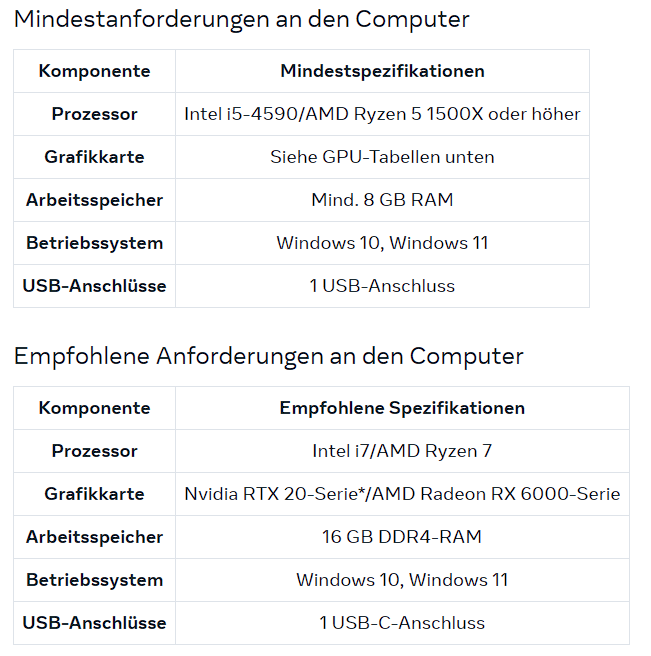 Mindestanforderungen an den Computer
Komponente Mindestspezifikationen
Prozessor Intel i5-4590/AMD Ryzen 5 1500X oder höher
Grafikkarte Siehe GPU-Tabellen unten
Arbeitsspeicher Mind. 8 GB RAM
Betriebssystem Windows 10, Windows 11
USB-Anschlüsse 1 USB-Anschluss
Empfohlene Anforderungen an den Computer
Komponente Empfohlene Spezifikationen
Prozessor Intel i7/AMD Ryzen 7
Grafikkarte Nvidia RTX 20-Serie*/AMD Radeon RX 6000-Serie
Arbeitsspeicher 16 GB DDR4-RAM
Betriebssystem Windows 10, Windows 11
USB-Anschlüsse 1 USB-C-Anschluss